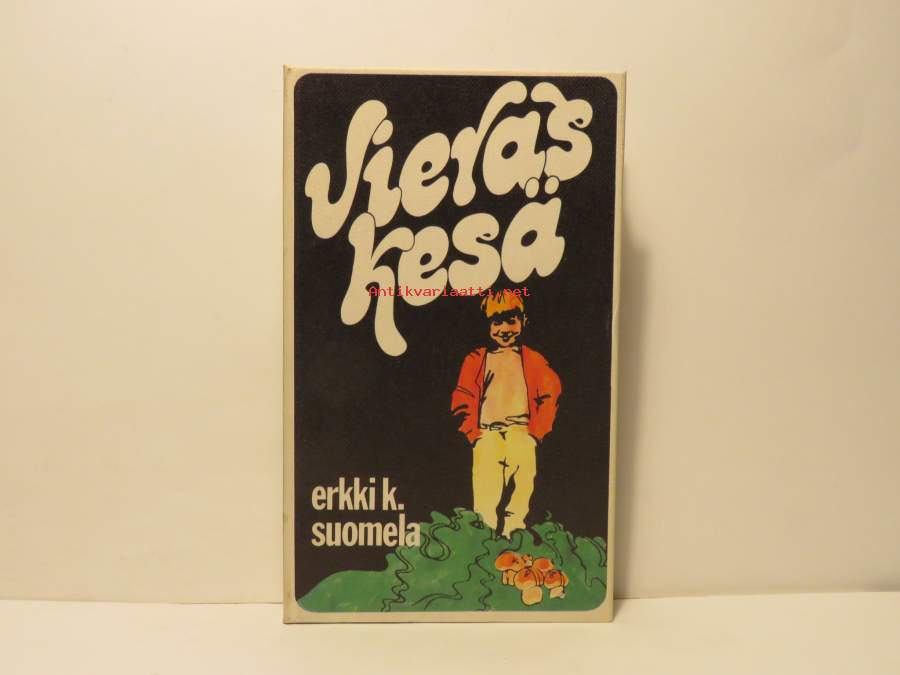 Vieras
kesä
Antikvariaatti.net
erkki k.
suomela